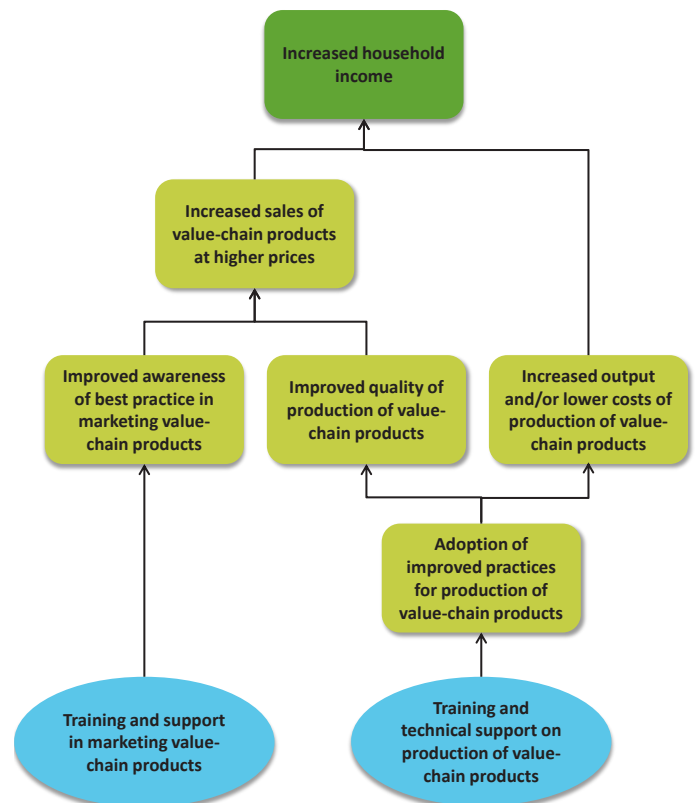 Increased household
income
Increased sales of
value-chain products
at higher prices
Improved awareness
of best practice in
marketing value-
chain products
Improved quality of
production of value-
chain products
Increased output
and/or lower costs of
production of value-
chain products
Adoption of
improved practices
for production of
value-chain products
Training and support
in marketing value-
chain products
Training and
technical support on
production of value-
chain products